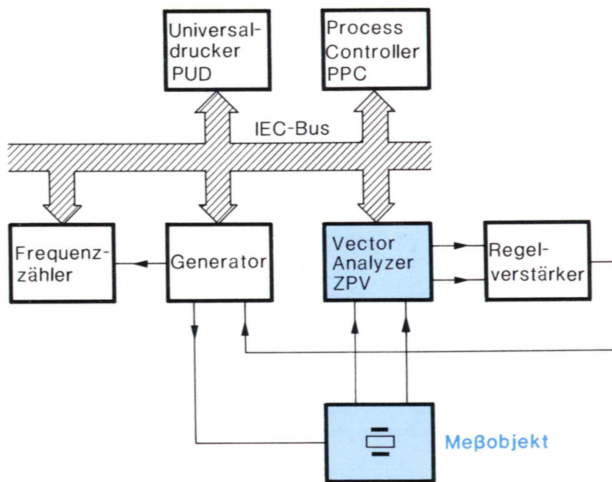 Universal-
drucker
PUD
Process
Controller
PPC
IEC-Bus
Frequenz-
zähler
Generator
Vector
Analyzer
ZPV
Regel-
verstärker
Meßobjekt